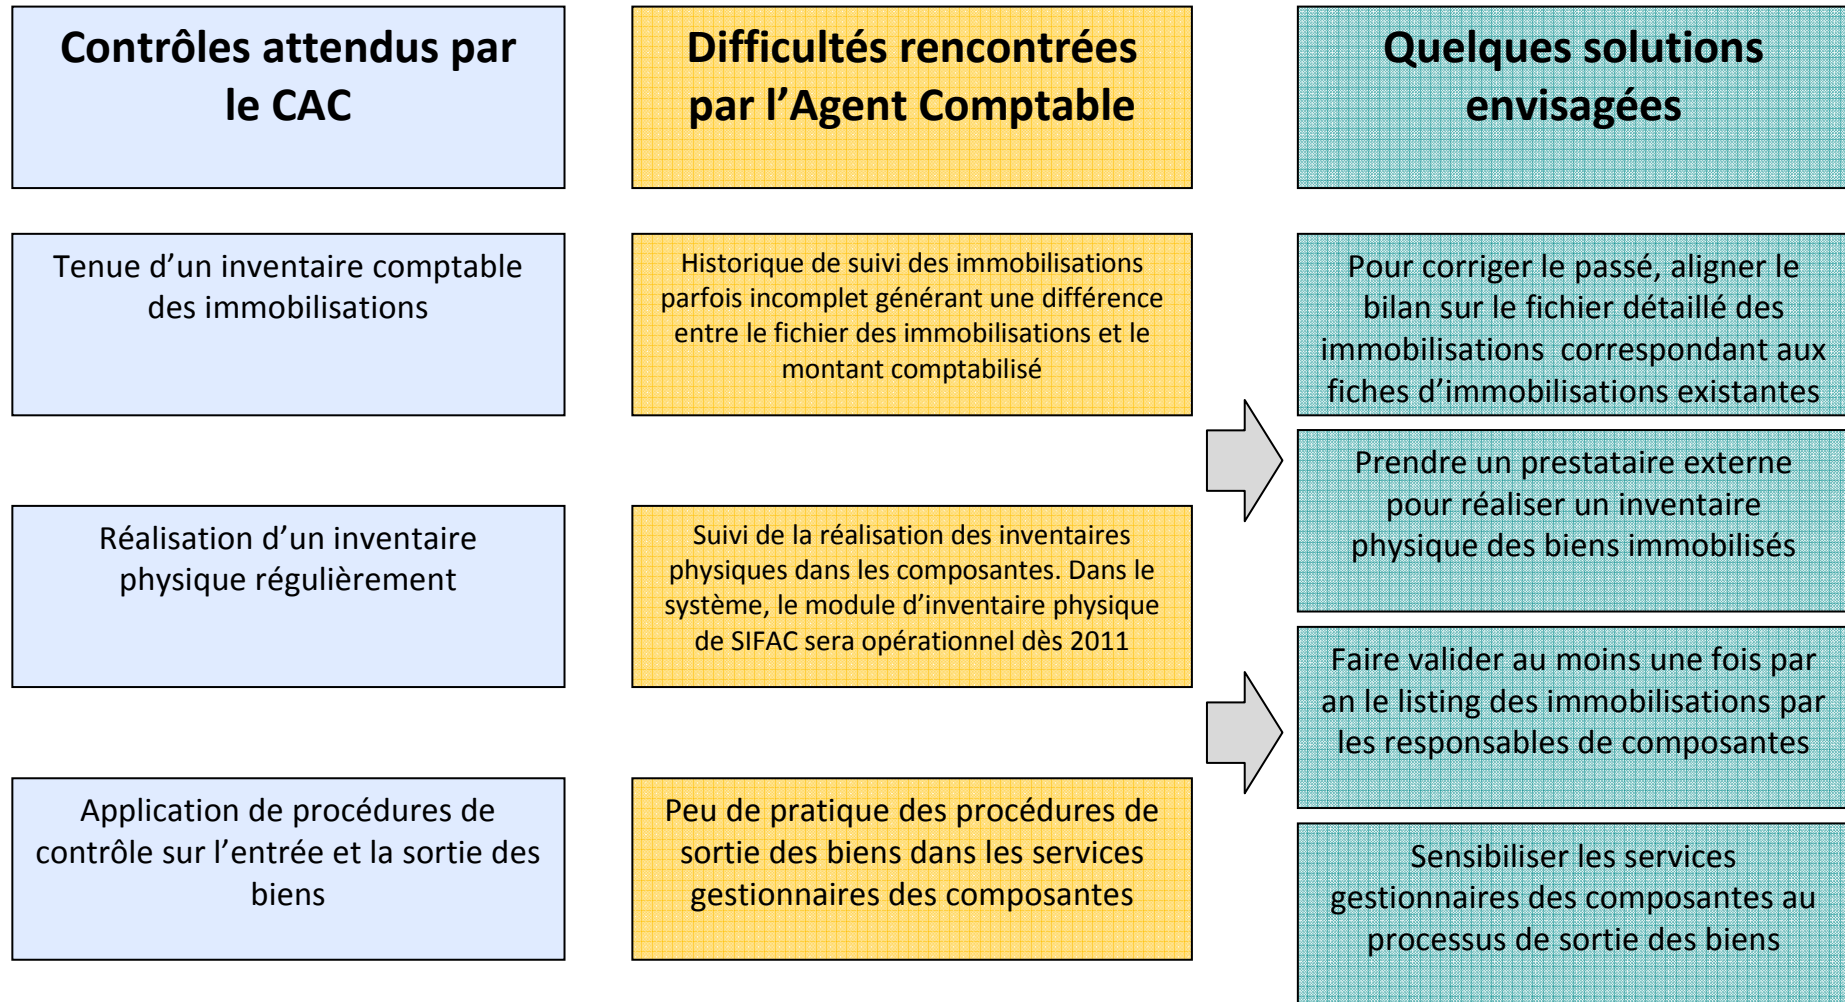 Contrôles attendus par
le CAC
Difficultés rencontrées
par l’Agent Comptable
Quelques solutions
envisagées
Tenue d’un inventaire comptable
des immobilisations
Historique de suivi des immobilisations
parfois incomplet générant une différence
entre le fichier des immobilisations et le
montant comptabilisé
Pour corriger le passé, aligner le
bilan sur le fichier détaillé des
immobilisations correspondant aux
fiches d’immobilisations existantes
Prendre un prestataire externe
pour réaliser un inventaire
physique des biens immobilisés
Réalisation d’un inventaire
physique régulièrement
Suivi de la réalisation des inventaires
physiques dans les composantes. Dans le
système, le module d’inventaire physique
de SIFAC sera opérationnel dès 2011
Faire valider au moins une fois par
an le listing des immobilisations par
les responsables de composantes
Application de procédures de
contrôle sur l’entrée et la sortie des
biens
Peu de pratique des procédures de
sortie des biens dans les services
gestionnaires des composantes
Sensibiliser les services
gestionnaires des composantes au
processus de sortie des biens